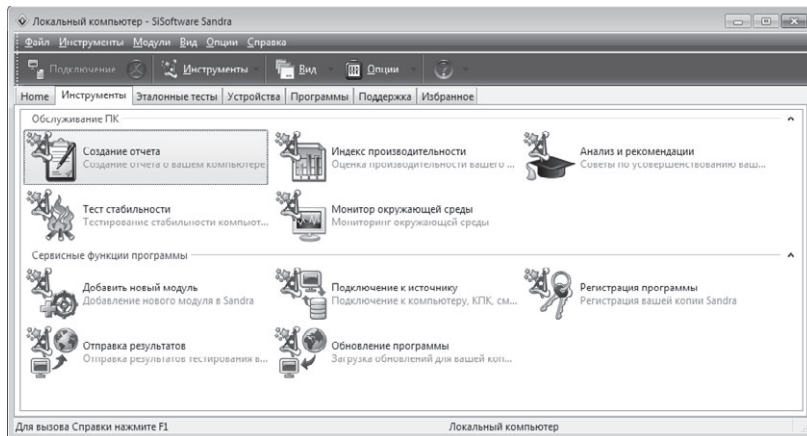 Локальный компьютер - SiSoftware Sandra
Файл Инструменты Модули Вид Опции Справка
Подключение Инструменты Вид Опции
Home Инструменты Эталонные тесты Устройства Программы Поддержка Избранное
Обслуживание ПК
Создание отчета
Создание отчета о вашем компьютере
Индекс производительности
Оценка производительности вашего ...
Анализ и рекомендации
Советы по усовершенствованию ваш...
Тест стабильности
Тестирование стабильности компьют...
Монитор окружающей среды
Мониторинг окружающей среды
Сервисные функции программы
Добавить новый модуль
Добавление нового модуля в Sandra
Подключение к источнику
Подключение к компьютеру, КПК, см...
Регистрация программы
Регистрация вашей копии Sandra
Отправка результатов
Отправка результатов тестирования в...
Обновление программы
Загрузка обновлений для вашей коп...
Для вызова Справки нажмите F1
Локальный компьютер